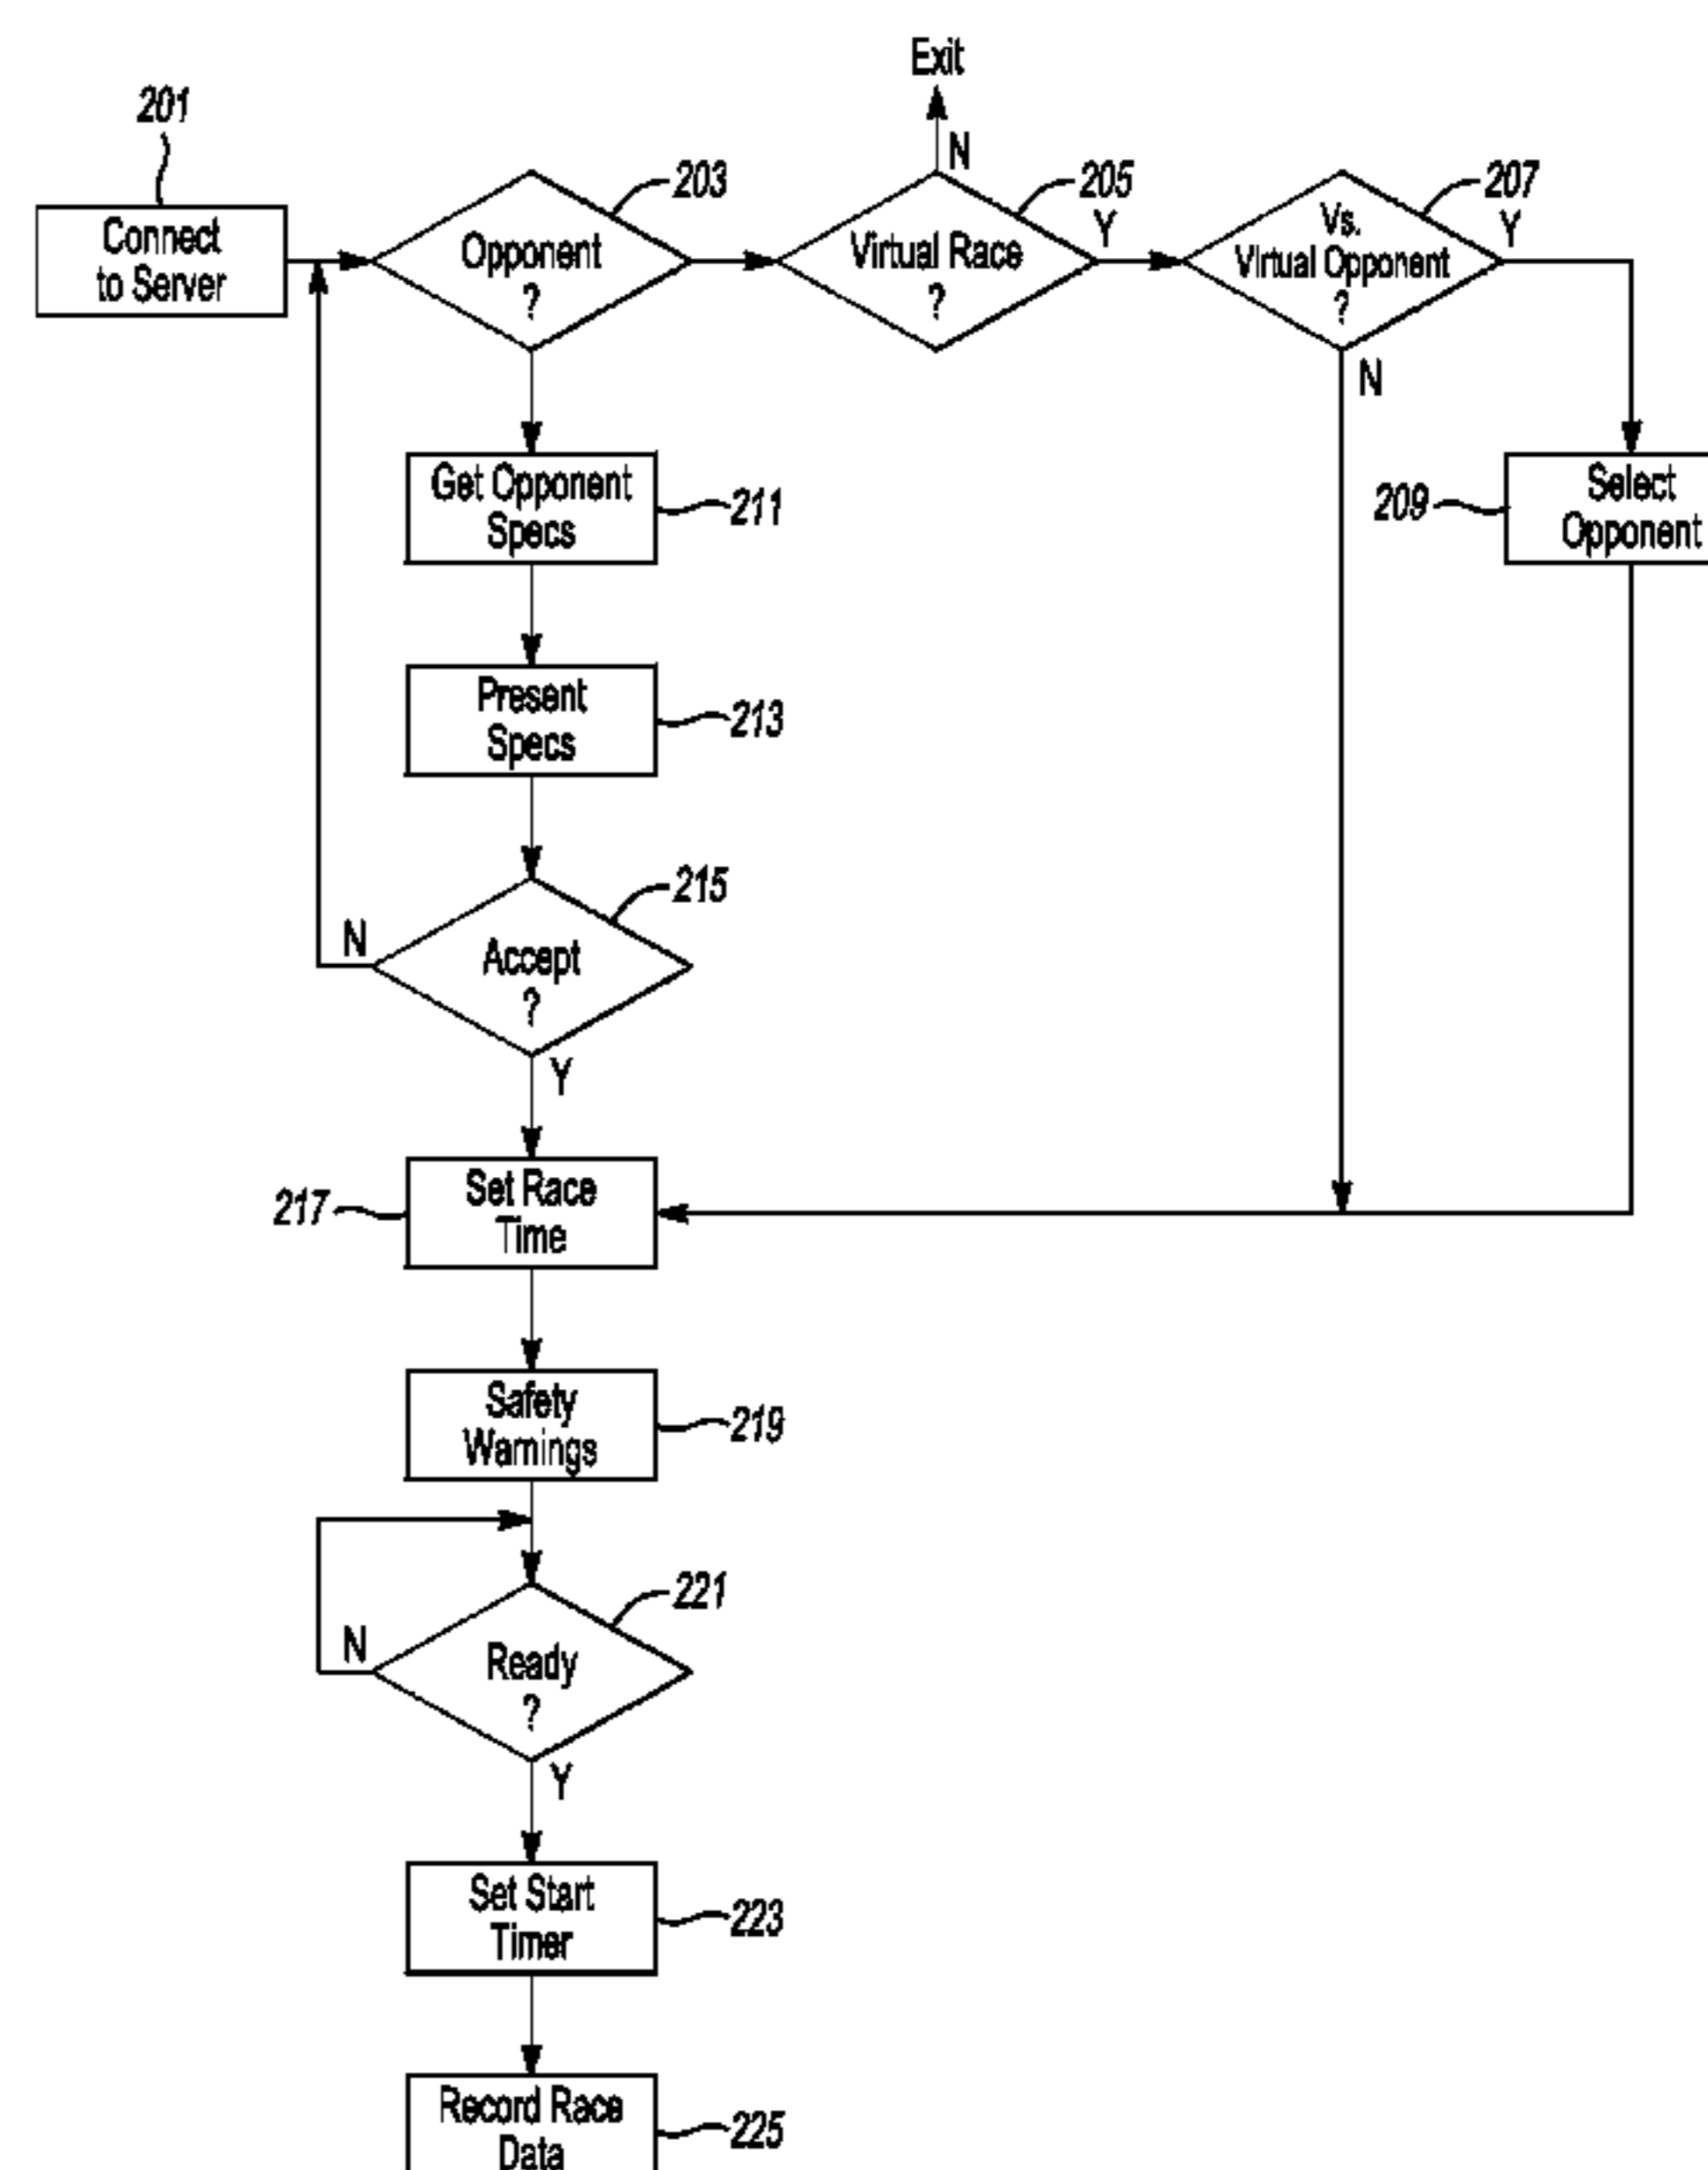 Exit
201
N
203
205
207
Connect
to Server
Opponent
?
Virtual Race
?
Y
Vs.
Virtual Opponent
?
Y
N
Get Opponent
Specs
211
209
Select
Opponent
Present
Specs
213
215
N
Accept
?
Y
217
Set Race
Time
Safety
Warnings
219
221
N
Ready
?
Y
Set Start
Timer
223
Record Race
Data
225